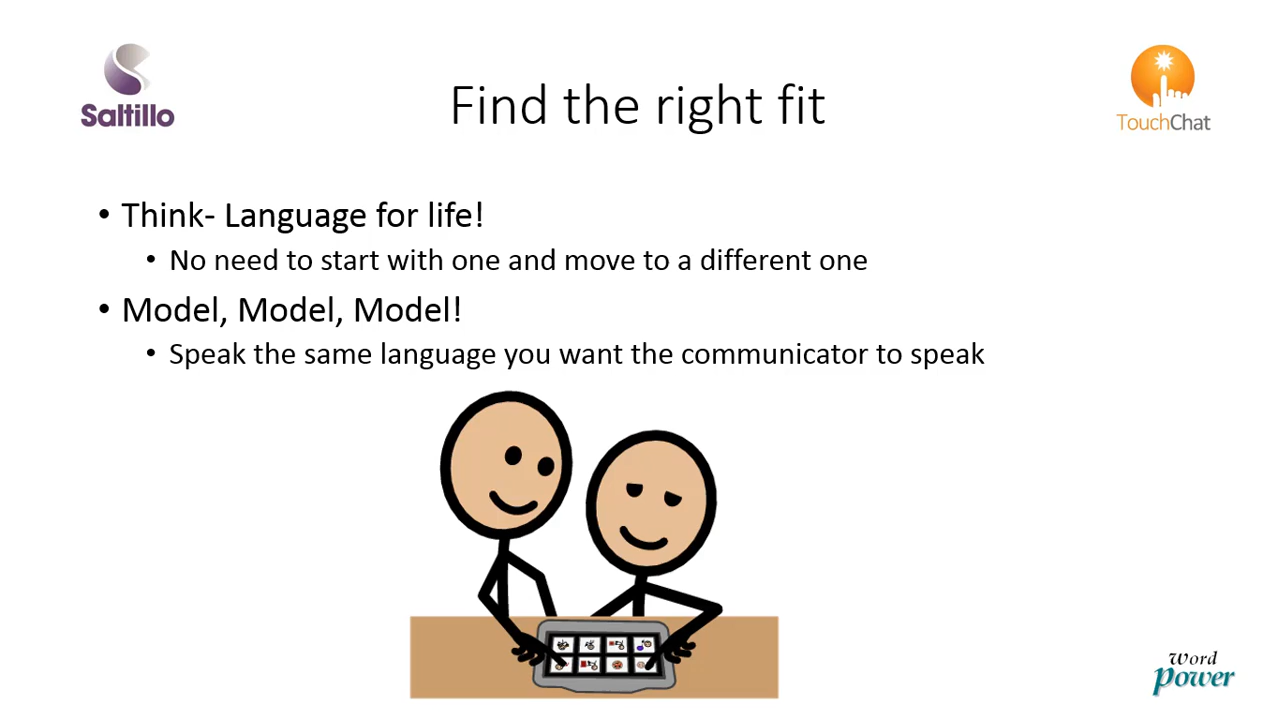 Saltillo
Find the right fit
TouchChat
• Think- Language for life!
• No need to start with one and move to a different one
• Model, Model, Model!
• Speak the same language you want the communicator to speak
Word
Power